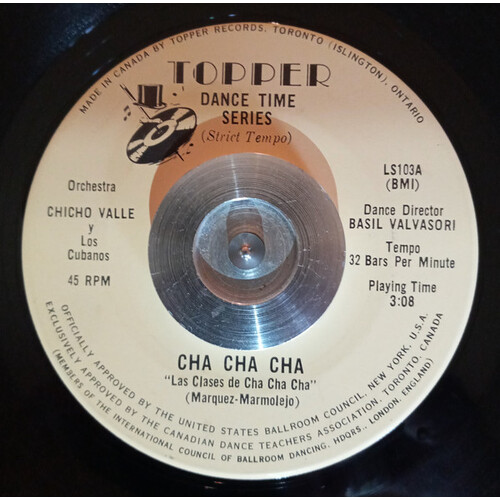 MADE IN CANADA BY TOPPER RECORDS, TORONTO (ISLINGTON), ONTARIO
TOPPER
DANCE TIME
SERIES
(Strict Tempo)
Orchestra
CHICHO VALLE
y
Los
Cubanos
45 RPM
LS103A
(BMI)
Dance Director
BASIL VALVASORI
Tempo
32 Bars Per Minute
Playing Time
3:08
CHA CHA CHA
"Las Clases de Cha Cha Cha"
(Marquez-Marmolejo)
OFFICIALLY APPROVED BY THE UNITED STATES BALLROOM COUNCIL, NEW YORK, U.S.A.
EXCLUSIVELY APPROVED BY THE CANADIAN DANCE TEACHERS ASSOCIATION, TORONTO, CANADA
(MEMBERS OF THE INTERNATIONAL COUNCIL OF BALLROOM DANCING, HDQRS., LONDON, ENGLAND)